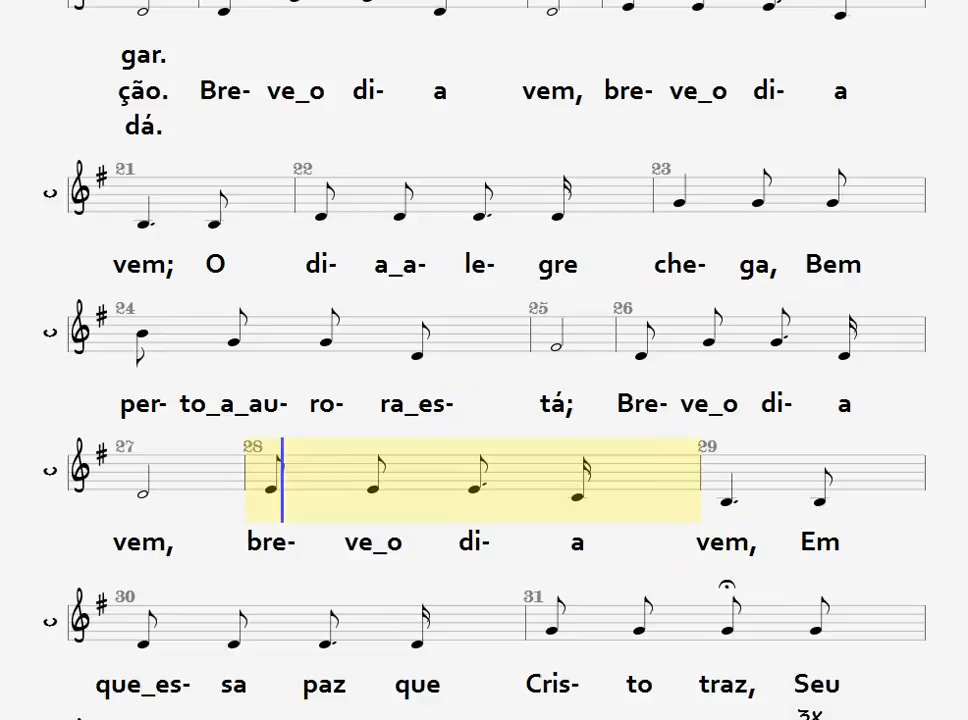 gar.
ção. Bre- ve_o di- a vem, bre- ve_o di- a
dá.
21 22 23
vem; O di- a_a- le- gre che- ga, Bem
24 25 26
per- to_a_au- ro- ra_es- tá; Bre- ve_o di- a
27 28 29
vem, bre- ve_o di- a vem, Em
30 31
que_es- sa paz que Cris- to traz, Seu